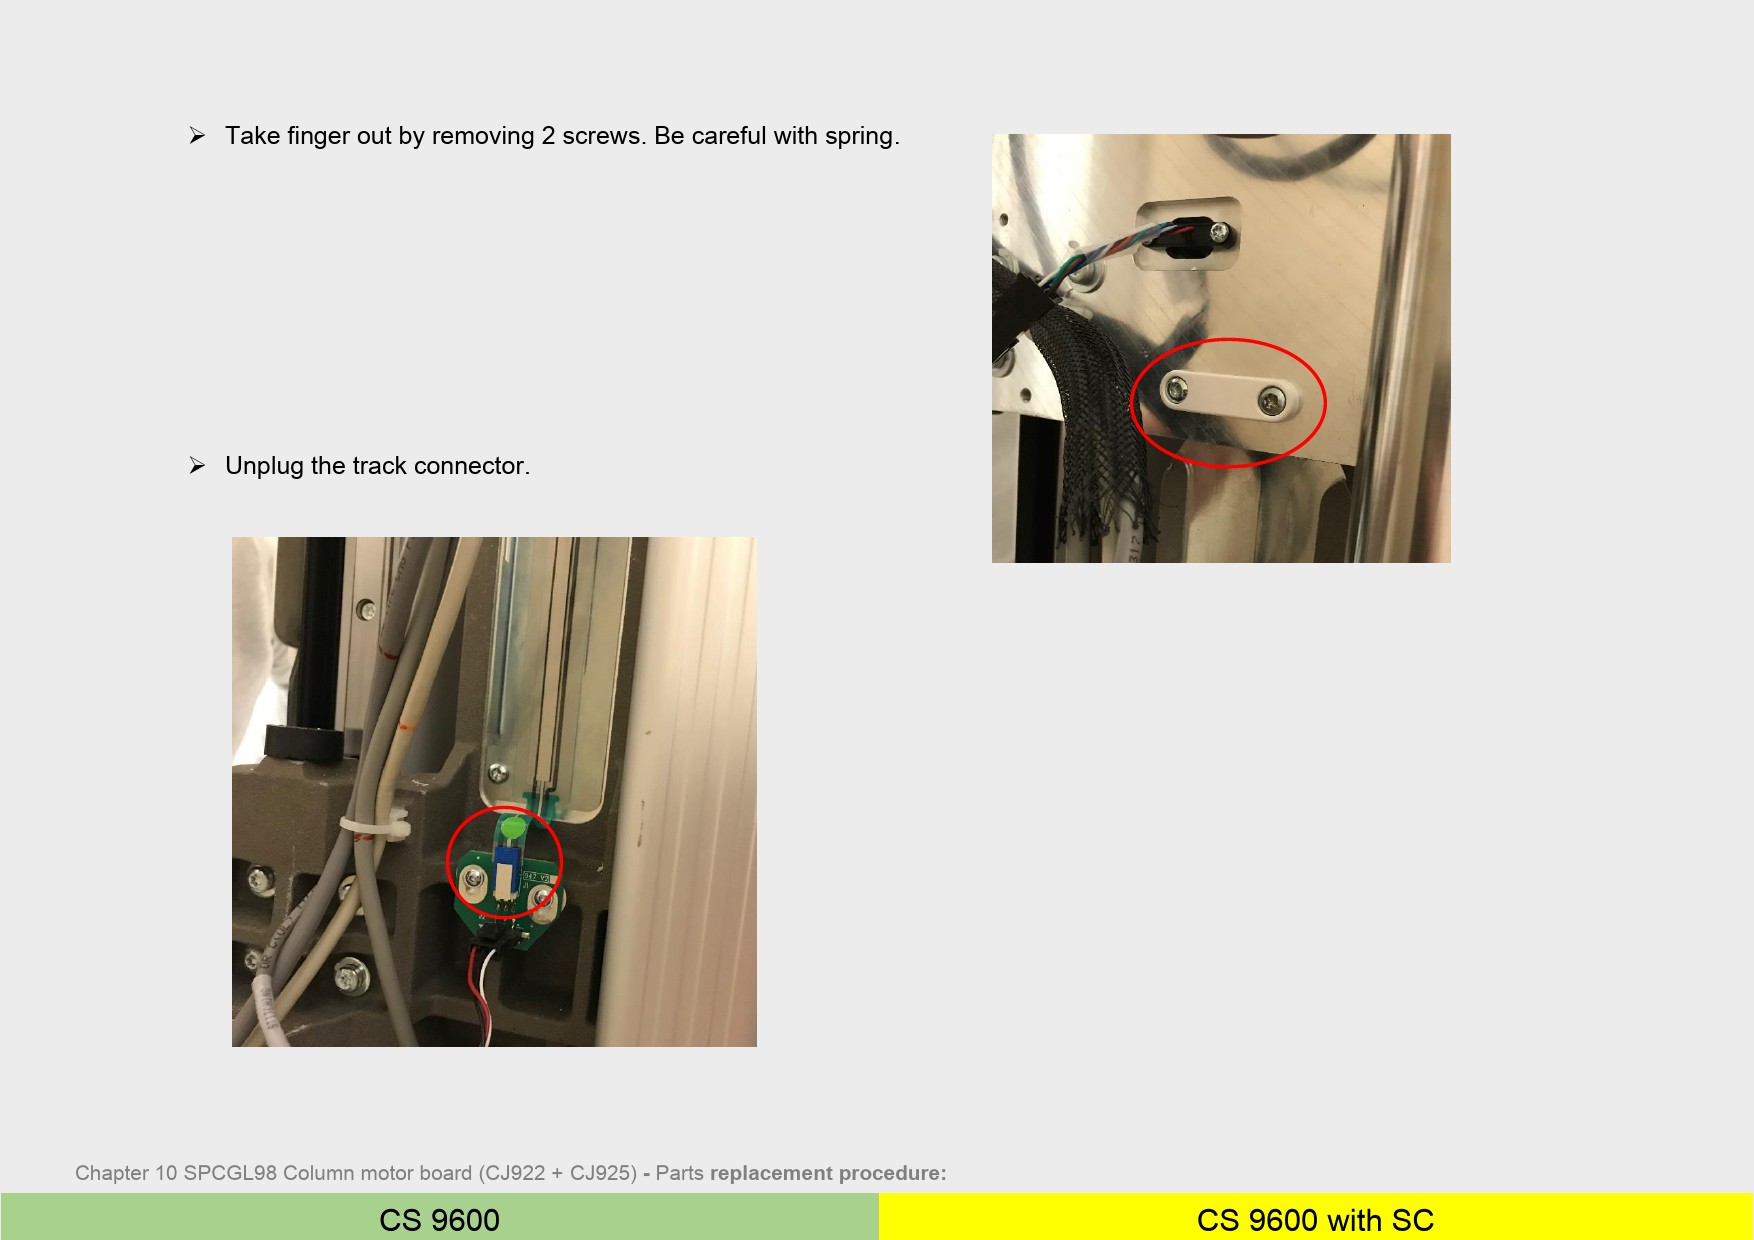 Take finger out by removing 2 screws. Be careful with spring.
Unplug the track connector.
Chapter 10 SPCGL98 Column motor board (CJ922 + CJ925) - Parts replacement procedure:
CS 9600
CS 9600 with SC